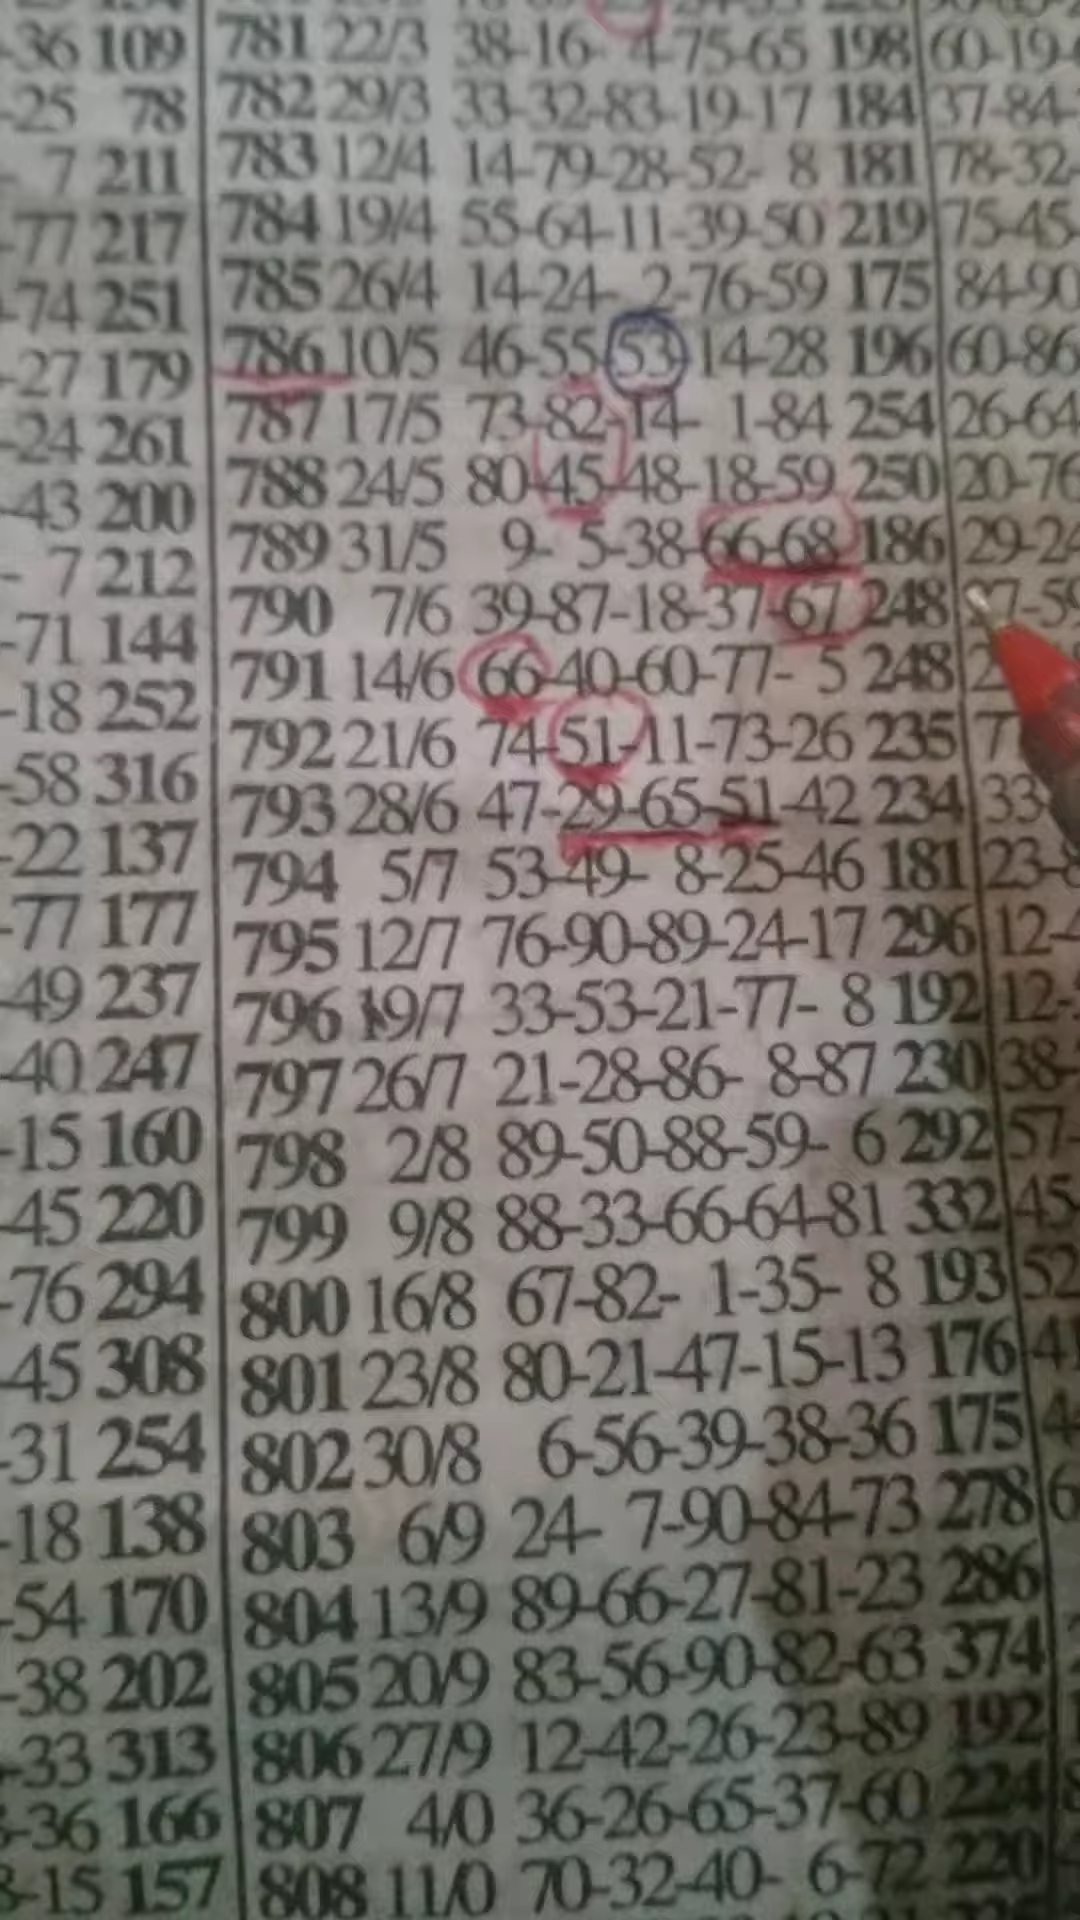 -36 109 781 22/3 38-16- 4-75-65 198 60-19-
-25 78 782 29/3 33-32-83-19-17 184 37-84-
- 7 211 783 12/4 14-79-28-52- 8 181 78-32-
-77 217 784 19/4 55-64-11-39-50 219 75-45-
-74 251 785 26/4 14-24- 2-76-59 175 84-90
-27 179 786 10/5 46-55-53-14-28 196 60-86
-24 261 787 17/5 73-82-14- 1-84 254 26-64
-43 200 788 24/5 80-45-48-18-59 250 20-76
- 7 212 789 31/5 9- 5-38-66-68 186 29-24
-71 144 790 7/6 39-87-18-37-67 248 7-59
-18 252 791 14/6 66-40-60-77- 5 248 2
-58 316 792 21/6 74-51-11-73-26 235 77
-22 137 793 28/6 47-29-65-51-42 234 33
-77 177 794 5/7 53-49- 8-25-46 181 23-8
-49 237 795 12/7 76-90-89-24-17 296 12-4
-40 247 796 19/7 33-53-21-77- 8 192 12-
-15 160 797 26/7 21-28-86- 8-87 230 38-
-45 220 798 2/8 89-50-88-59- 6 292 57-
-76 294 799 9/8 88-33-66-64-81 332 45-
-45 308 800 16/8 67-82- 1-35- 8 193 52
-31 254 801 23/8 80-21-47-15-13 176 41
-18 138 802 30/8 6-56-39-38-36 175 4-
-54 170 803 6/9 24- 7-90-84-73 278 6
-38 202 804 13/9 89-66-27-81-23 286
-33 313 805 20/9 83-56-90-82-63 374
-36 166 806 27/9 12-42-26-23-89 192
-15 157 807 4/0 36-26-65-37-60 224
808 11/0 70-32-40- 6-72 220